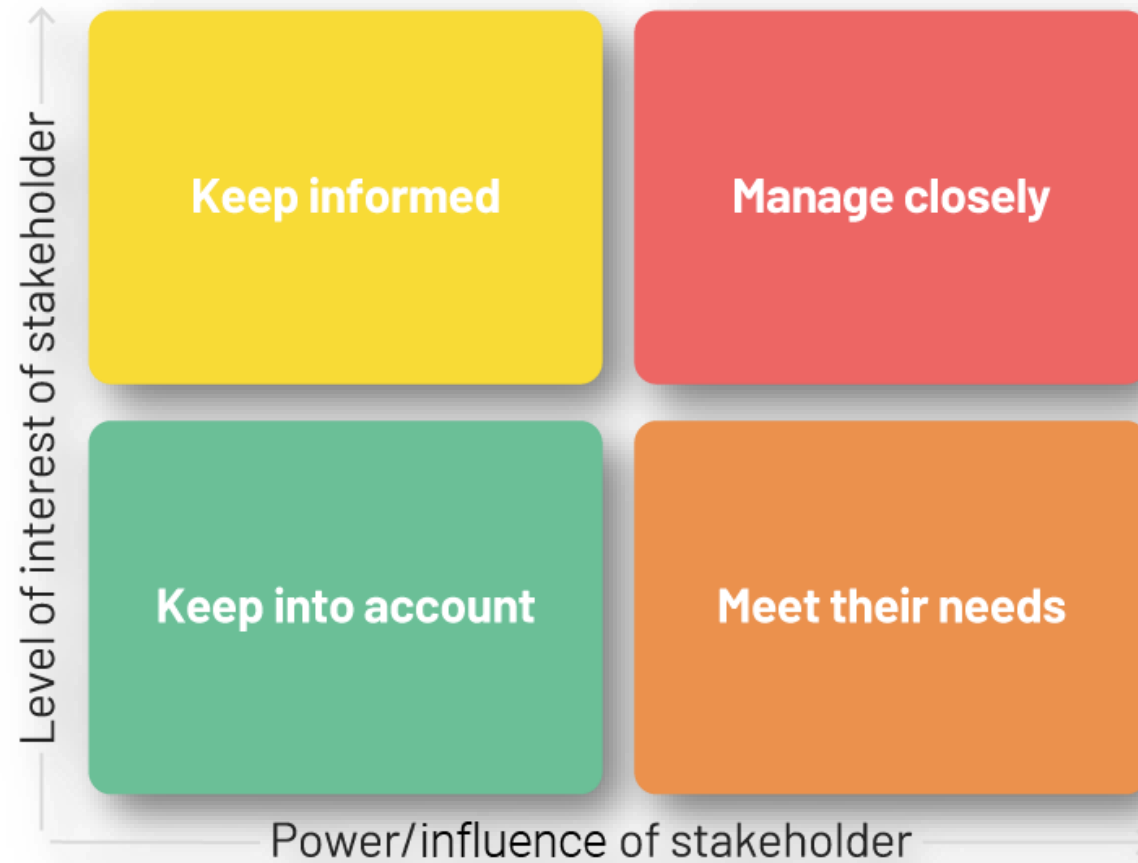 Level of interest of stakeholder
Keep informed
Manage closely
Keep into account
Meet their needs
Power/influence of stakeholder